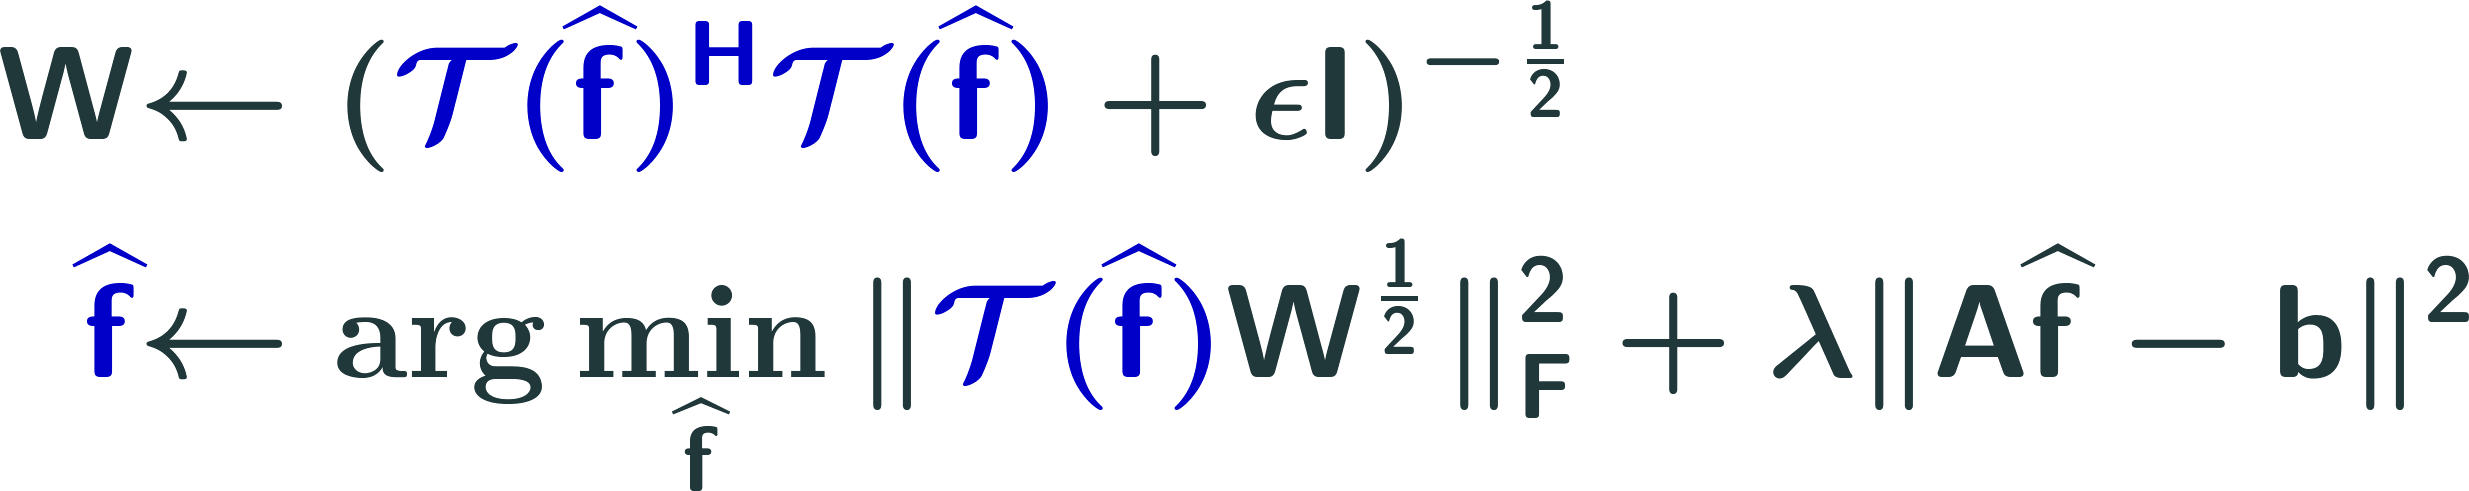 W ← (𝒯(f̂)ᴴ𝒯(f̂) + ϵI)^{-1/2}
f̂ ← arg min_{f̂} ‖𝒯(f̂)W^{1/2}‖²_F + λ‖Af̂ − b‖²